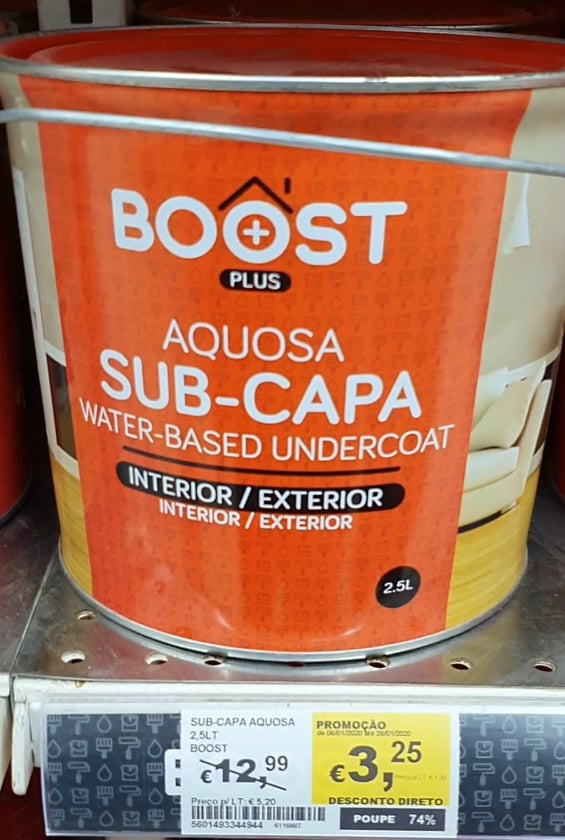 BOOST
PLUS
AQUOSA
SUB-CAPA
WATER-BASED UNDERCOAT
INTERIOR / EXTERIOR
INTERIOR / EXTERIOR
2.5L
SUB-CAPA AQUOSA
2,5LT
BOOST
€12,99
Preço p/ LT: € 5,20
5601493344944
PROMOÇÃO
€3,25
DESCONTO DIRETO
POUPE 74%